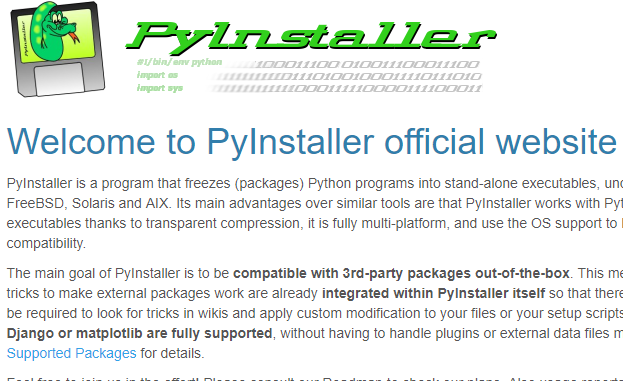 PyInstaller
PyInstaller
#!/bin/env python
import os
import sys
Welcome to PyInstaller official website
PyInstaller is a program that freezes (packages) Python programs into stand-alone executables,
FreeBSD, Solaris and AIX. Its main advantages over similar tools are that PyInstaller works with
executables thanks to transparent compression, it is fully multi-platform, and use the OS support to
compatibility.
The main goal of PyInstaller is to be compatible with 3rd-party packages out-of-the-box. This
tricks to make external packages work are already integrated within PyInstaller itself so that
be required to look for tricks in wikis and apply custom modification to your files or your setup scripts
Django or matplotlib are fully supported, without having to handle plugins or external data files
Supported Packages for details.